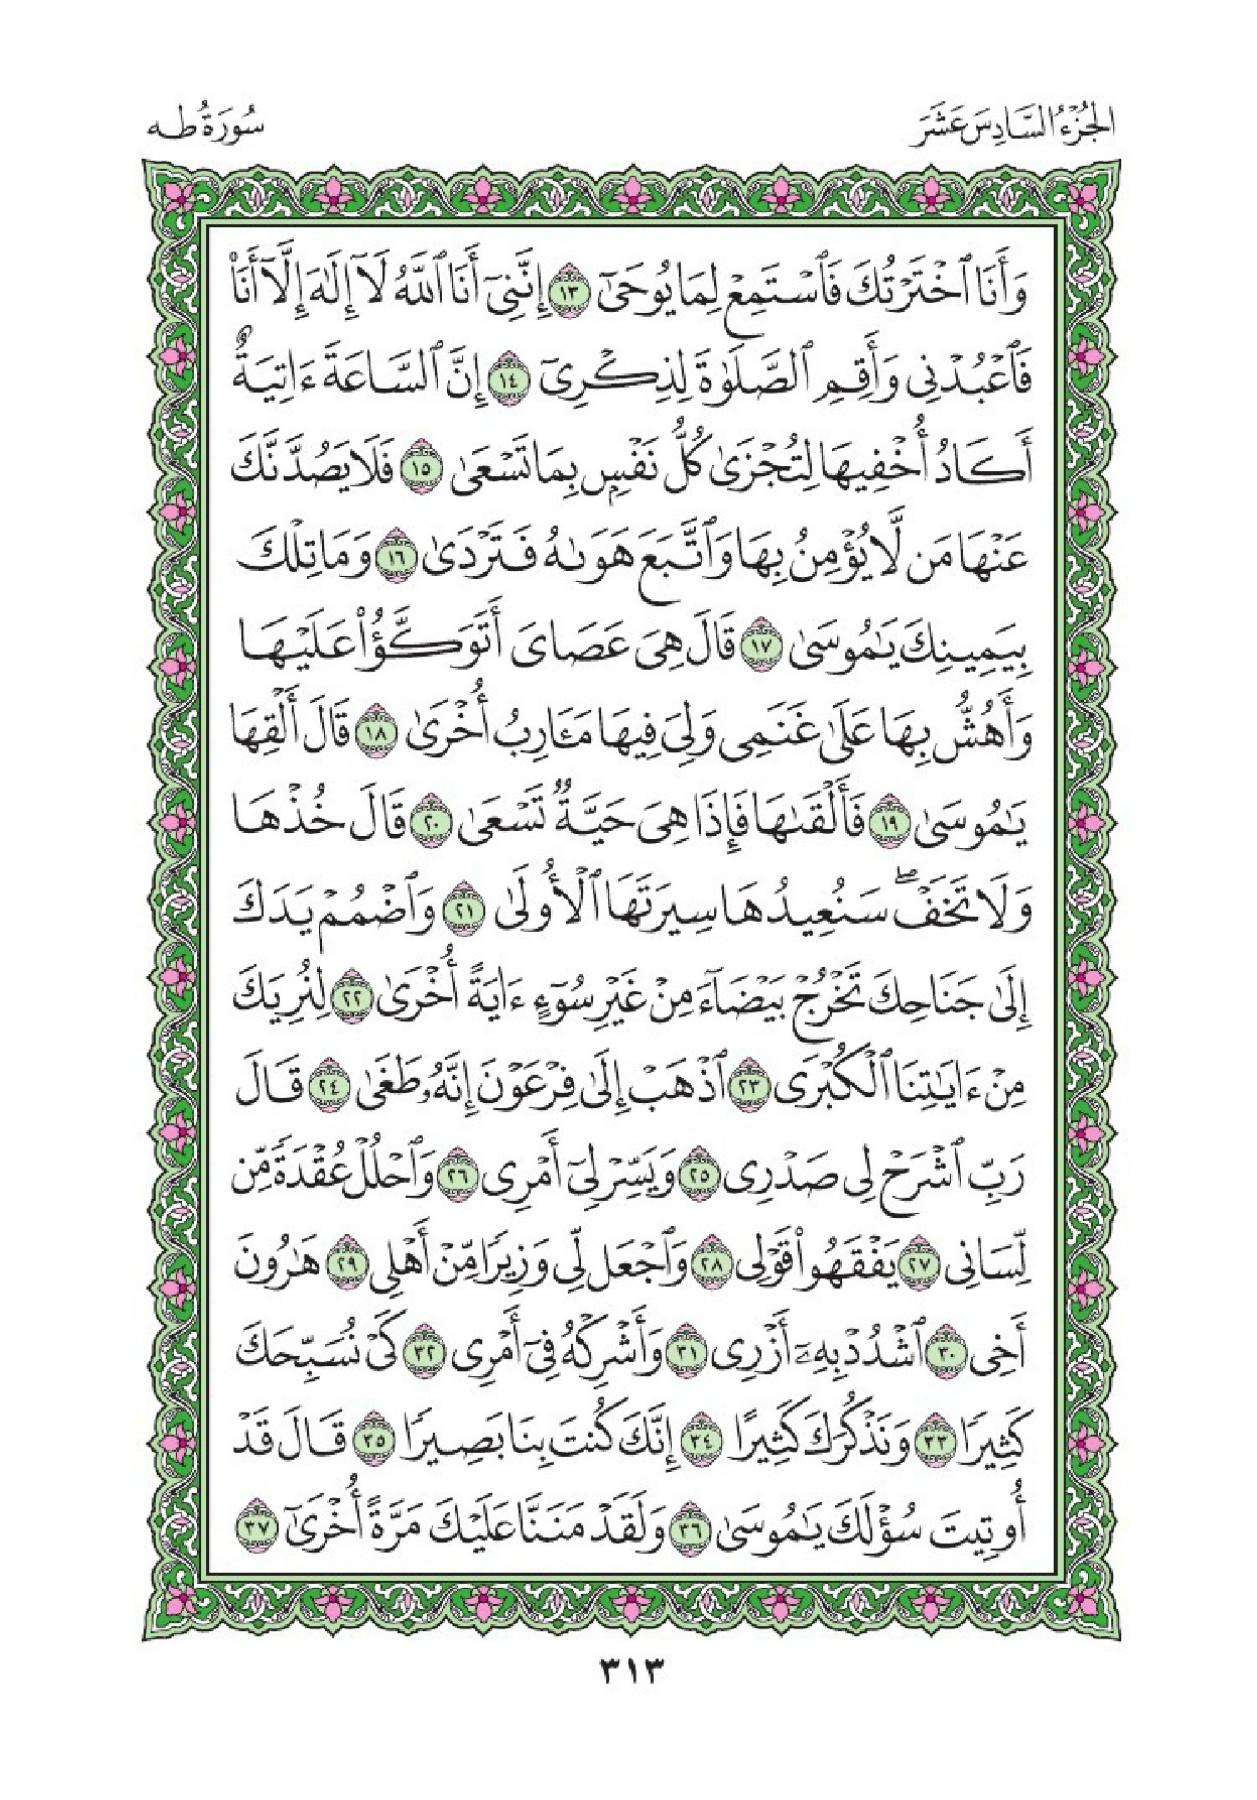 الجُزْءُ السَّادِسَ عَشَرَ
سُورَةُ طه
وَأَنَا ٱخْتَرْتُكَ فَٱسْتَمِعْ لِمَا يُوحَىٰٓ ١٣ إِنَّنِىٓ أَنَا ٱللَّهُ لَآ إِلَٰهَ إِلَّآ أَنَا۠
فَٱعْبُدْنِى وَأَقِمِ ٱلصَّلَوٰةَ لِذِكْرِىٓ ١٤ إِنَّ ٱلسَّاعَةَ ءَاتِيَةٌ
أَكَادُ أُخْفِيهَا لِتُجْزَىٰ كُلُّ نَفْسٍۭ بِمَا تَسْعَىٰ ١٥ فَلَا يَصُدَّنَّكَ
عَنْهَا مَن لَّا يُؤْمِنُ بِهَا وَٱتَّبَعَ هَوَىٰهُ فَتَرْدَىٰ ١٦ وَمَا تِلْكَ
بِيَمِينِكَ يَٰمُوسَىٰ ١٧ قَالَ هِىَ عَصَاىَ أَتَوَكَّؤُا۟ عَلَيْهَا
وَأَهُشُّ بِهَا عَلَىٰ غَنَمِى وَلِىَ فِيهَا مَـَٔارِبُ أُخْرَىٰ ١٨ قَالَ أَلْقِهَا
يَٰمُوسَىٰ ١٩ فَأَلْقَىٰهَا فَإِذَا هِىَ حَيَّةٌ تَسْعَىٰ ٢٠ قَالَ خُذْهَا
وَلَا تَخَفْ ۖ سَنُعِيدُهَا سِيرَتَهَا ٱلْأُولَىٰ ٢١ وَٱضْمُمْ يَدَكَ
إِلَىٰ جَنَاحِكَ تَخْرُجْ بَيْضَآءَ مِنْ غَيْرِ سُوٓءٍ ءَايَةً أُخْرَىٰ ٢٢ لِنُرِيَكَ
مِنْ ءَايَٰتِنَا ٱلْكُبْرَى ٢٣ ٱذْهَبْ إِلَىٰ فِرْعَوْنَ إِنَّهُۥ طَغَىٰ ٢٤ قَالَ
رَبِّ ٱشْرَحْ لِى صَدْرِى ٢٥ وَيَسِّرْ لِىٓ أَمْرِى ٢٦ وَٱحْلُلْ عُقْدَةً مِّن
لِّسَانِى ٢٧ يَفْقَهُوا۟ قَوْلِى ٢٨ وَٱجْعَل لِّى وَزِيرًا مِّنْ أَهْلِى ٢٩ هَٰرُونَ
أَخِى ٣٠ ٱشْدُدْ بِهِۦٓ أَزْرِى ٣١ وَأَشْرِكْهُ فِىٓ أَمْرِى ٣٢ كَىْ نُسَبِّحَكَ
كَثِيرًا ٣٣ وَنَذْكُرَكَ كَثِيرًا ٣٤ إِنَّكَ كُنتَ بِنَا بَصِيرًا ٣٥ قَالَ قَدْ
أُوتِيتَ سُؤْلَكَ يَٰمُوسَىٰ ٣٦ وَلَقَدْ مَنَنَّا عَلَيْكَ مَرَّةً أُخْرَىٰٓ ٣٧
٣١٣